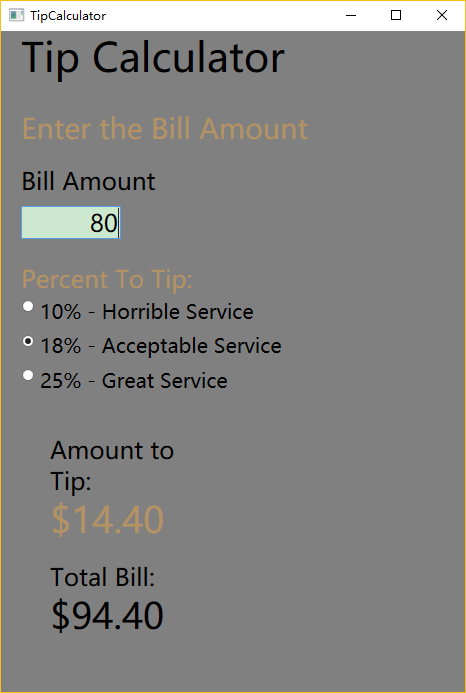 TipCalculator
Tip Calculator
Enter the Bill Amount
Bill Amount
80
Percent To Tip:
10% - Horrible Service
18% - Acceptable Service
25% - Great Service
Amount to
Tip:
$14.40
Total Bill:
$94.40